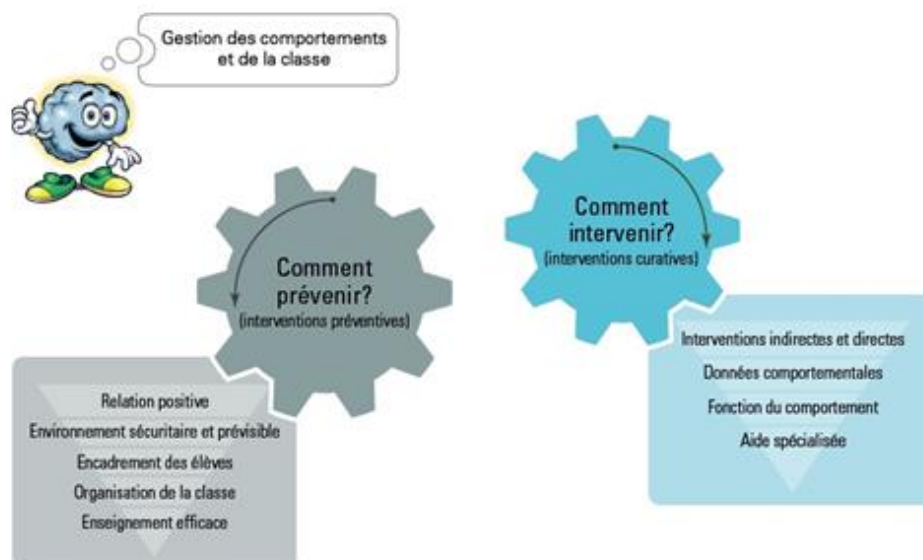 Gestion des comportements
et de la classe
Comment
prévenir?
(interventions préventives)
Relation positive
Environnement sécuritaire et prévisible
Encadrement des élèves
Organisation de la classe
Enseignement efficace
Comment
intervenir?
(interventions curatives)
Interventions indirectes et directes
Données comportementales
Fonction du comportement
Aide spécialisée